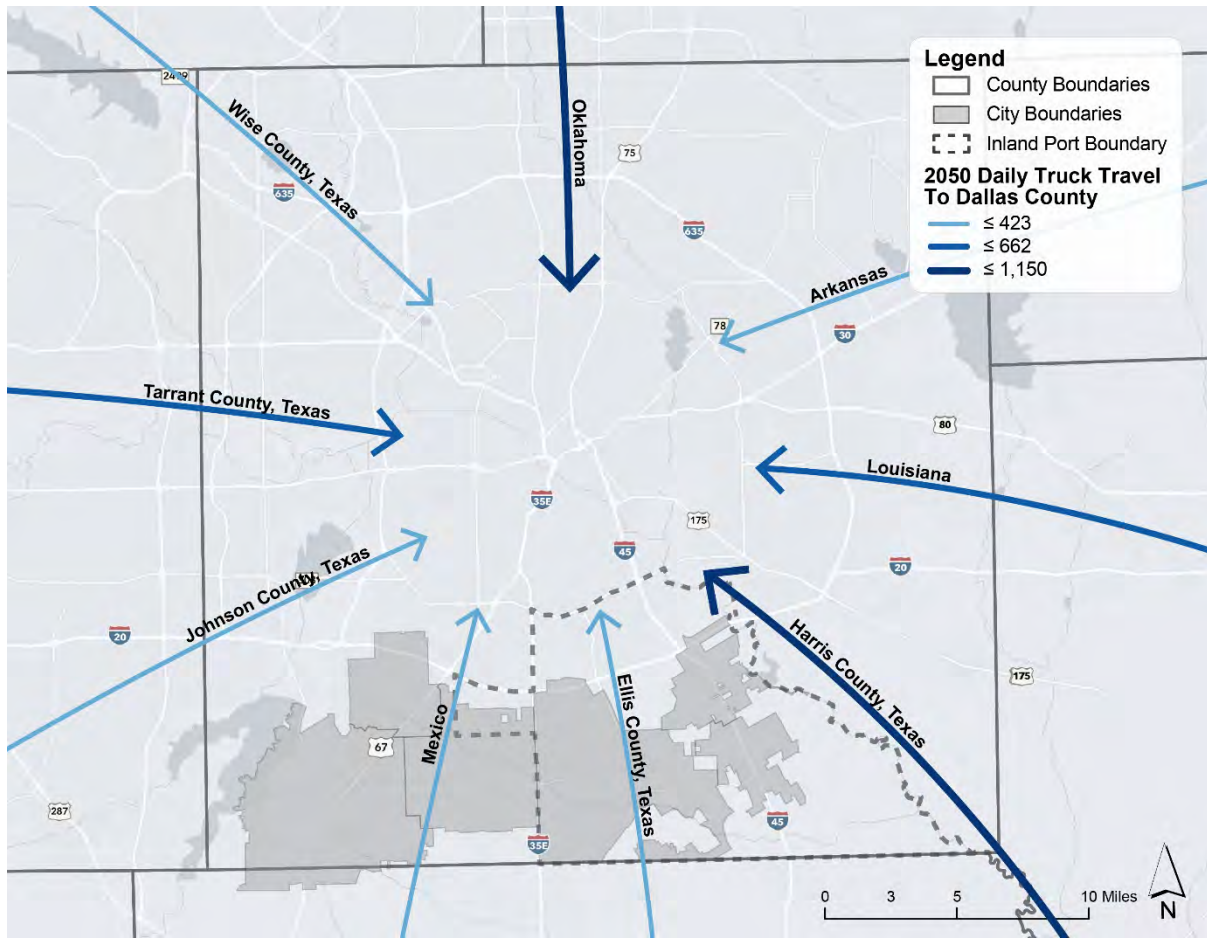 Legend
County Boundaries
City Boundaries
Inland Port Boundary
2050 Daily Truck Travel
To Dallas County
≤ 423
≤ 662
≤ 1,150
2499
Wise County, Texas
Oklahoma
75
635
635
Arkansas
78
30
Tarrant County, Texas
80
Louisiana
35E
175
45
20
Johnson County, Texas
20
Harris County, Texas
175
Mexico
Ellis County, Texas
67
287
45
35E
0 3 5 10 Miles
N